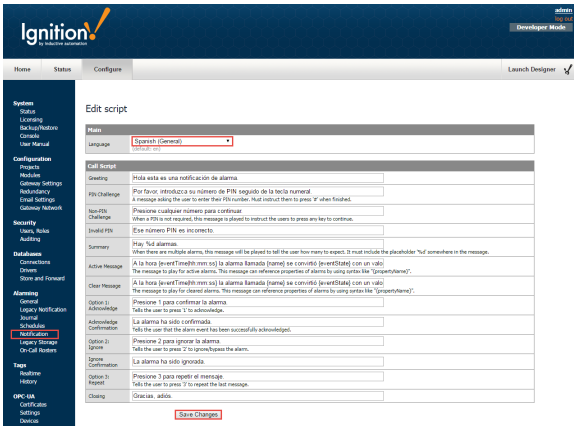 admin
log out
Developer Mode
Ignition!
by inductive automation
Home Status Configure Launch Designer
System
Status
Licensing
Backup/Restore
Console
User Manual
Configuration
Projects
Modules
Gateway Settings
Redundancy
Email Settings
Gateway Network
Security
Users, Roles
Auditing
Databases
Connections
Drivers
Store and Forward
Alarming
General
Legacy Notification
Journal
Schedules
Notification
Legacy Storage
On-Call Rosters
Tags
Realtime
History
OPC-UA
Certificates
Settings
Devices
Edit script
Main
Language Spanish (General)
(default: en)
Call Script
Greeting Hola esta es una notificación de alarma.
PIN Challenge Por favor, introduzca su número de PIN seguido de la tecla numeral.
A message asking the user to enter their PIN number. Must instruct them to press '#' when finished.
Non-PIN Challenge Presione cualquier número para continuar.
When a PIN is not required, this message is played to instruct the users to press any key to continue.
Invalid PIN Ese número PIN es incorrecto.
Summary Hay %d alarmas.
When there are multiple alarms, this message will be played to tell the user how many to expect. It must include the placeholder '%d' somewhere in the message.
Active Message A la hora {eventTime|hh:mm:ss} la alarma llamada {name} se convirtió {eventState} con un valo
The message to play for active alarms. This message can reference properties of alarms by using syntax like "{propertyName}".
Clear Message A la hora {eventTime|hh:mm:ss} la alarma llamada {name} se convirtió {eventState} con un valo
The message to play for cleared alarms. This message can reference properties of alarms by using syntax like "{propertyName}".
Option 1: Acknowledge Presione 1 para confirmar la alarma.
Tells the user to press '1' to acknowledge.
Acknowledge Confirmation La alarma ha sido confirmada.
Tells the user that the alarm event has been successfully acknowledged.
Option 2: Ignore Presione 2 para ignorar la alarma.
Tells the user to press '2' to ignore/bypass the alarm.
Ignore Confirmation La alarma ha sido ignorada.
Option 3: Repeat Presione 3 para repetir el mensaje.
Tells the user to press '3' to repeat the last message.
Closing Gracias, adiós.
Save Changes